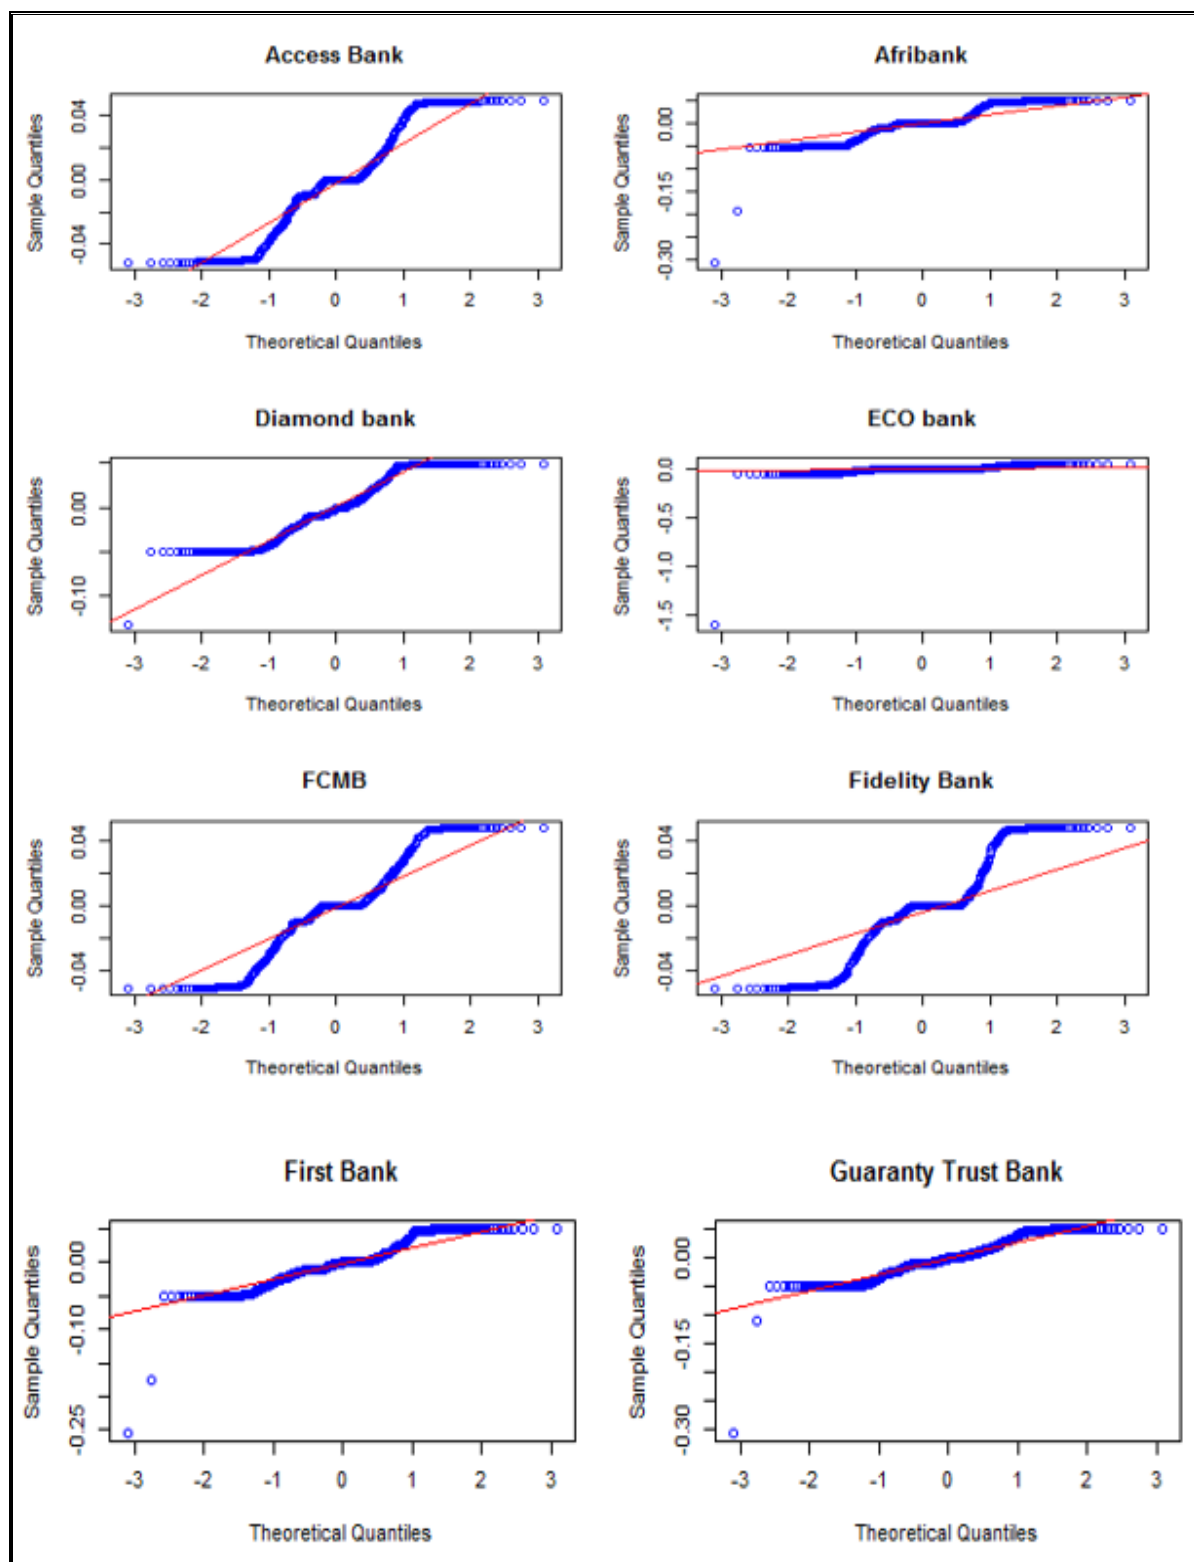 Access Bank
Sample Quantiles
0.04
0.00
-0.04
-3 -2 -1 0 1 2 3
Theoretical Quantiles
Afribank
Sample Quantiles
0.00
-0.15
-0.30
-3 -2 -1 0 1 2 3
Theoretical Quantiles
Diamond bank
Sample Quantiles
0.00
-0.10
-3 -2 -1 0 1 2 3
Theoretical Quantiles
ECO bank
Sample Quantiles
0.0
-0.5
-1.0
-1.5
-3 -2 -1 0 1 2 3
Theoretical Quantiles
FCMB
Sample Quantiles
0.04
0.00
-0.04
-3 -2 -1 0 1 2 3
Theoretical Quantiles
Fidelity Bank
Sample Quantiles
0.04
0.00
-0.04
-3 -2 -1 0 1 2 3
Theoretical Quantiles
First Bank
Sample Quantiles
0.00
-0.10
-0.25
-3 -2 -1 0 1 2 3
Theoretical Quantiles
Guaranty Trust Bank
Sample Quantiles
0.00
-0.15
-0.30
-3 -2 -1 0 1 2 3
Theoretical Quantiles